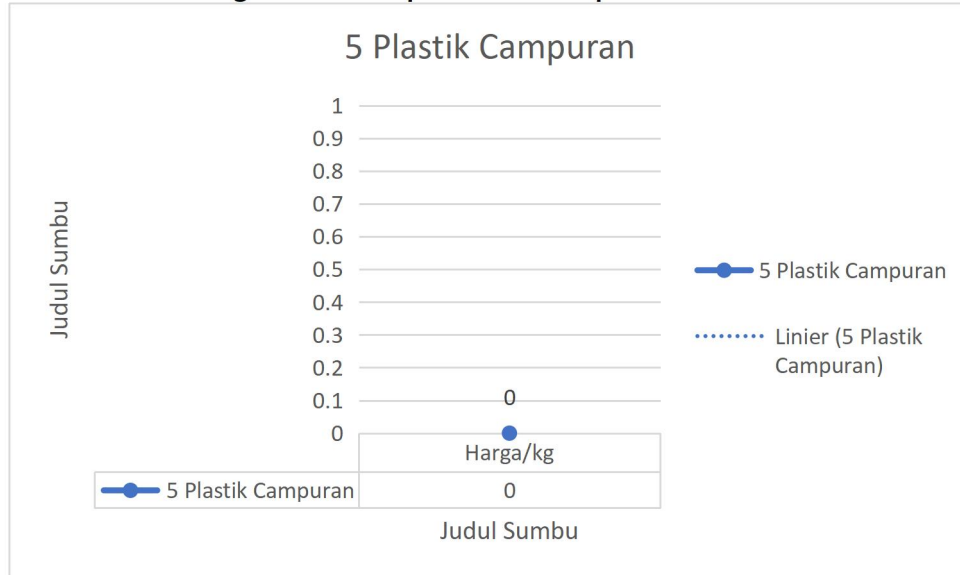 5 Plastik Campuran
1
0.9
0.8
0.7
0.6
0.5
0.4
0.3
0.2
0.1
0
Judul Sumbu
0
Harga/kg
5 Plastik Campuran 0
Judul Sumbu
5 Plastik Campuran
Linier (5 Plastik
Campuran)